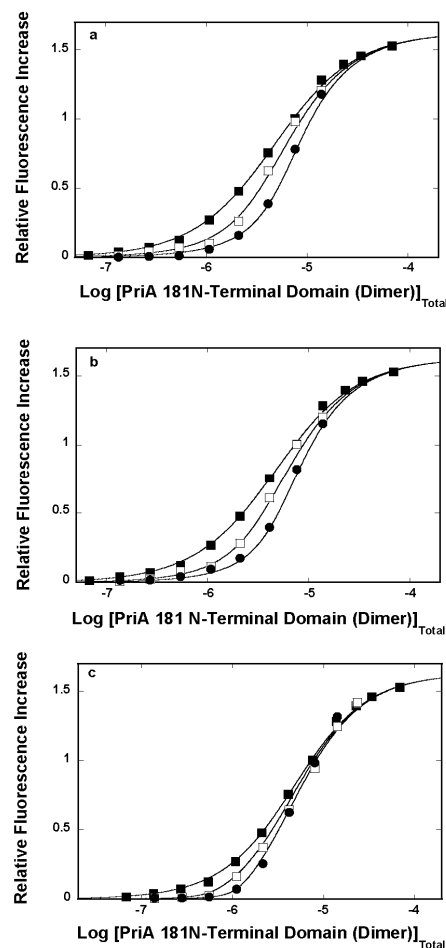 a
Relative Fluorescence Increase
1.5
1
0.5
0
-7 -6 -5 -4
Log [PriA 181N-Terminal Domain (Dimer)]Total
b
Relative Fluorescence Increase
1.5
1
0.5
0
-7 -6 -5 -4
Log [PriA 181 N-Terminal Domain (Dimer)]Total
c
Relative Fluorescence Increase
1.5
1
0.5
0
-7 -6 -5 -4
Log [PriA 181N-Terminal Domain (Dimer)]Total